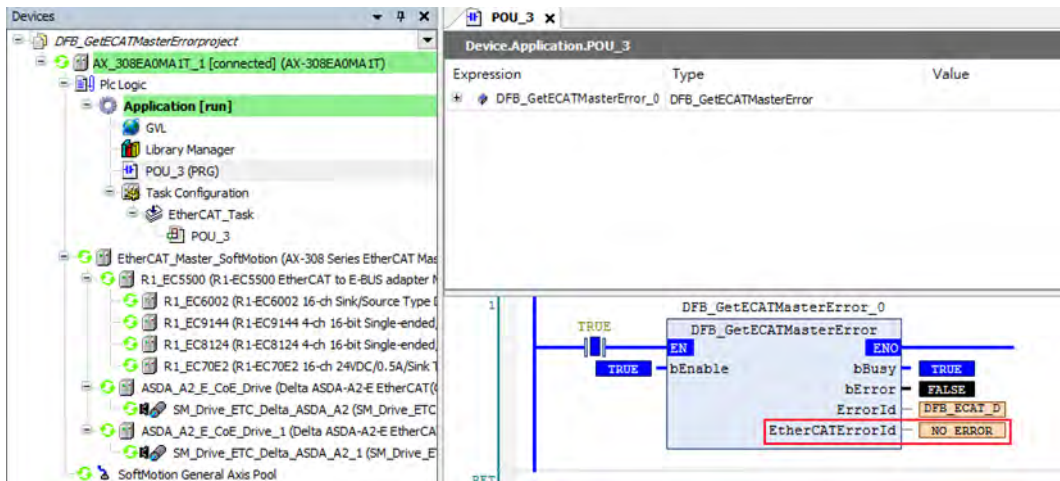 Devices
DFB_GetECATMasterErrorproject
AX_308EA0MA1T_1 [connected] (AX-308EA0MA1T)
Plc Logic
Application [run]
GVL
Library Manager
POU_3 (PRG)
Task Configuration
EtherCAT_Task
POU_3
EtherCAT_Master_SoftMotion (AX-308 Series EtherCAT Mas
R1_EC5500 (R1-EC5500 EtherCAT to E-BUS adapter M
R1_EC6002 (R1-EC6002 16-ch Sink/Source Type D
R1_EC9144 (R1-EC9144 4-ch 16-bit Single-ended,
R1_EC8124 (R1-EC8124 4-ch 16-bit Single-ended,
R1_EC70E2 (R1-EC70E2 16-ch 24VDC/0.5A/Sink T
ASDA_A2_E_CoE_Drive (Delta ASDA-A2-E EtherCAT(
SM_Drive_ETC_Delta_ASDA_A2 (SM_Drive_ETC
ASDA_A2_E_CoE_Drive_1 (Delta ASDA-A2-E EtherCA
SM_Drive_ETC_Delta_ASDA_A2_1 (SM_Drive_E
SoftMotion General Axis Pool
POU_3 x
Device.Application.POU_3
Expression Type Value
DFB_GetECATMasterError_0 DFB_GetECATMasterError
1
DFB_GetECATMasterError_0
TRUE DFB_GetECATMasterError
EN ENO
TRUE bEnable bBusy TRUE
bError FALSE
ErrorId DFB_ECAT_D
EtherCATErrorId NO ERROR
RET